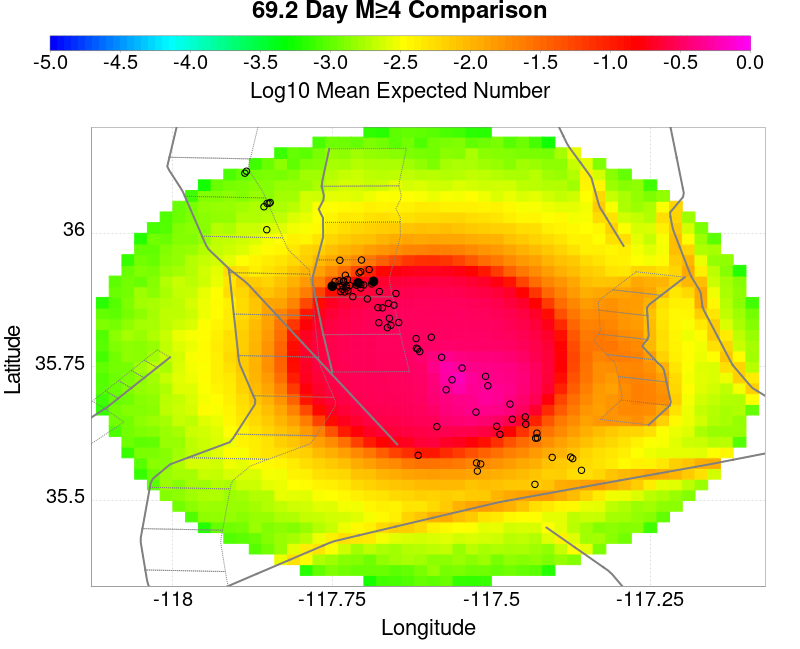 69.2 Day M≥4 Comparison
-5.0 -4.5 -4.0 -3.5 -3.0 -2.5 -2.0 -1.5 -1.0 -0.5 0.0
Log10 Mean Expected Number
36
35.75
35.5
Latitude
-118 -117.75 -117.5 -117.25
Longitude